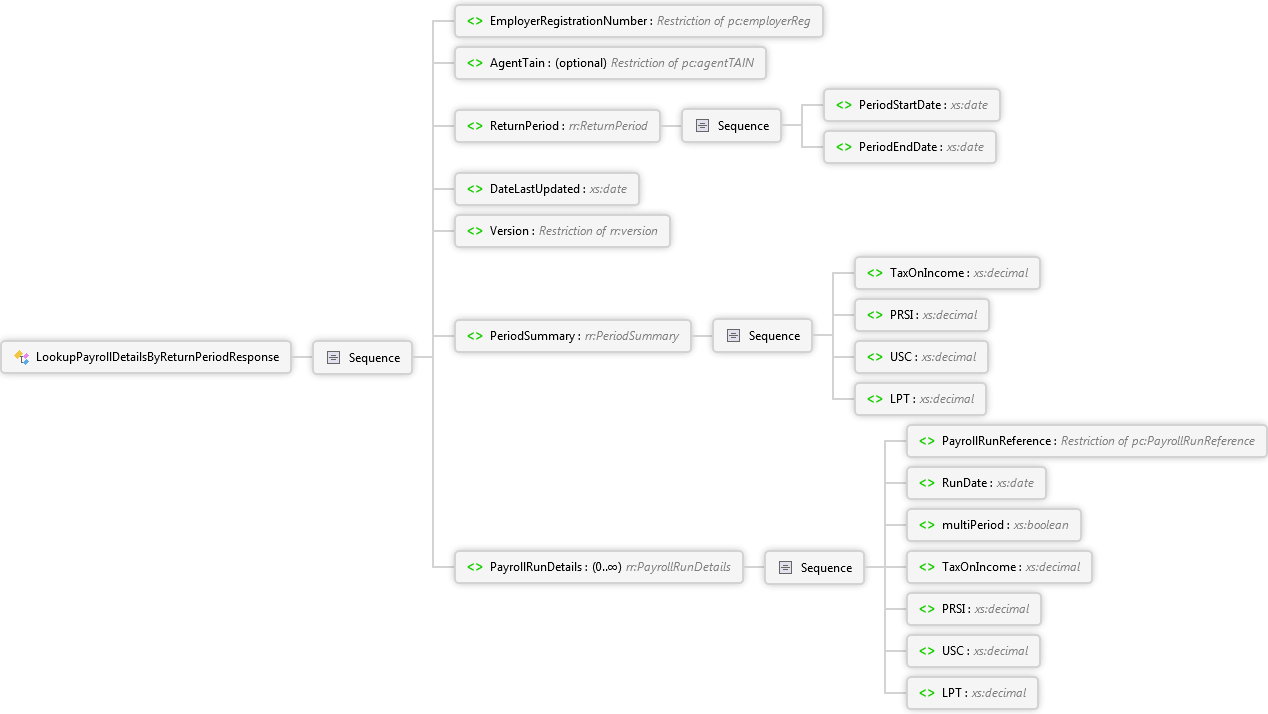 EmployerRegistrationNumber : Restriction of pc:employerReg
AgentTain : (optional) Restriction of pc:agentTAIN
PeriodStartDate : xs:date
ReturnPeriod : rr:ReturnPeriod
Sequence
PeriodEndDate : xs:date
DateLastUpdated : xs:date
Version : Restriction of rr:version
TaxOnIncome : xs:decimal
PRSI : xs:decimal
PeriodSummary : rr:PeriodSummary
Sequence
LookupPayrollDetailsByReturnPeriodResponse
Sequence
USC : xs:decimal
LPT : xs:decimal
PayrollRunReference : Restriction of pc:PayrollRunReference
RunDate : xs:date
multiPeriod : xs:boolean
PayrollRunDetails : (0..∞) rr:PayrollRunDetails
Sequence
TaxOnIncome : xs:decimal
PRSI : xs:decimal
USC : xs:decimal
LPT : xs:decimal